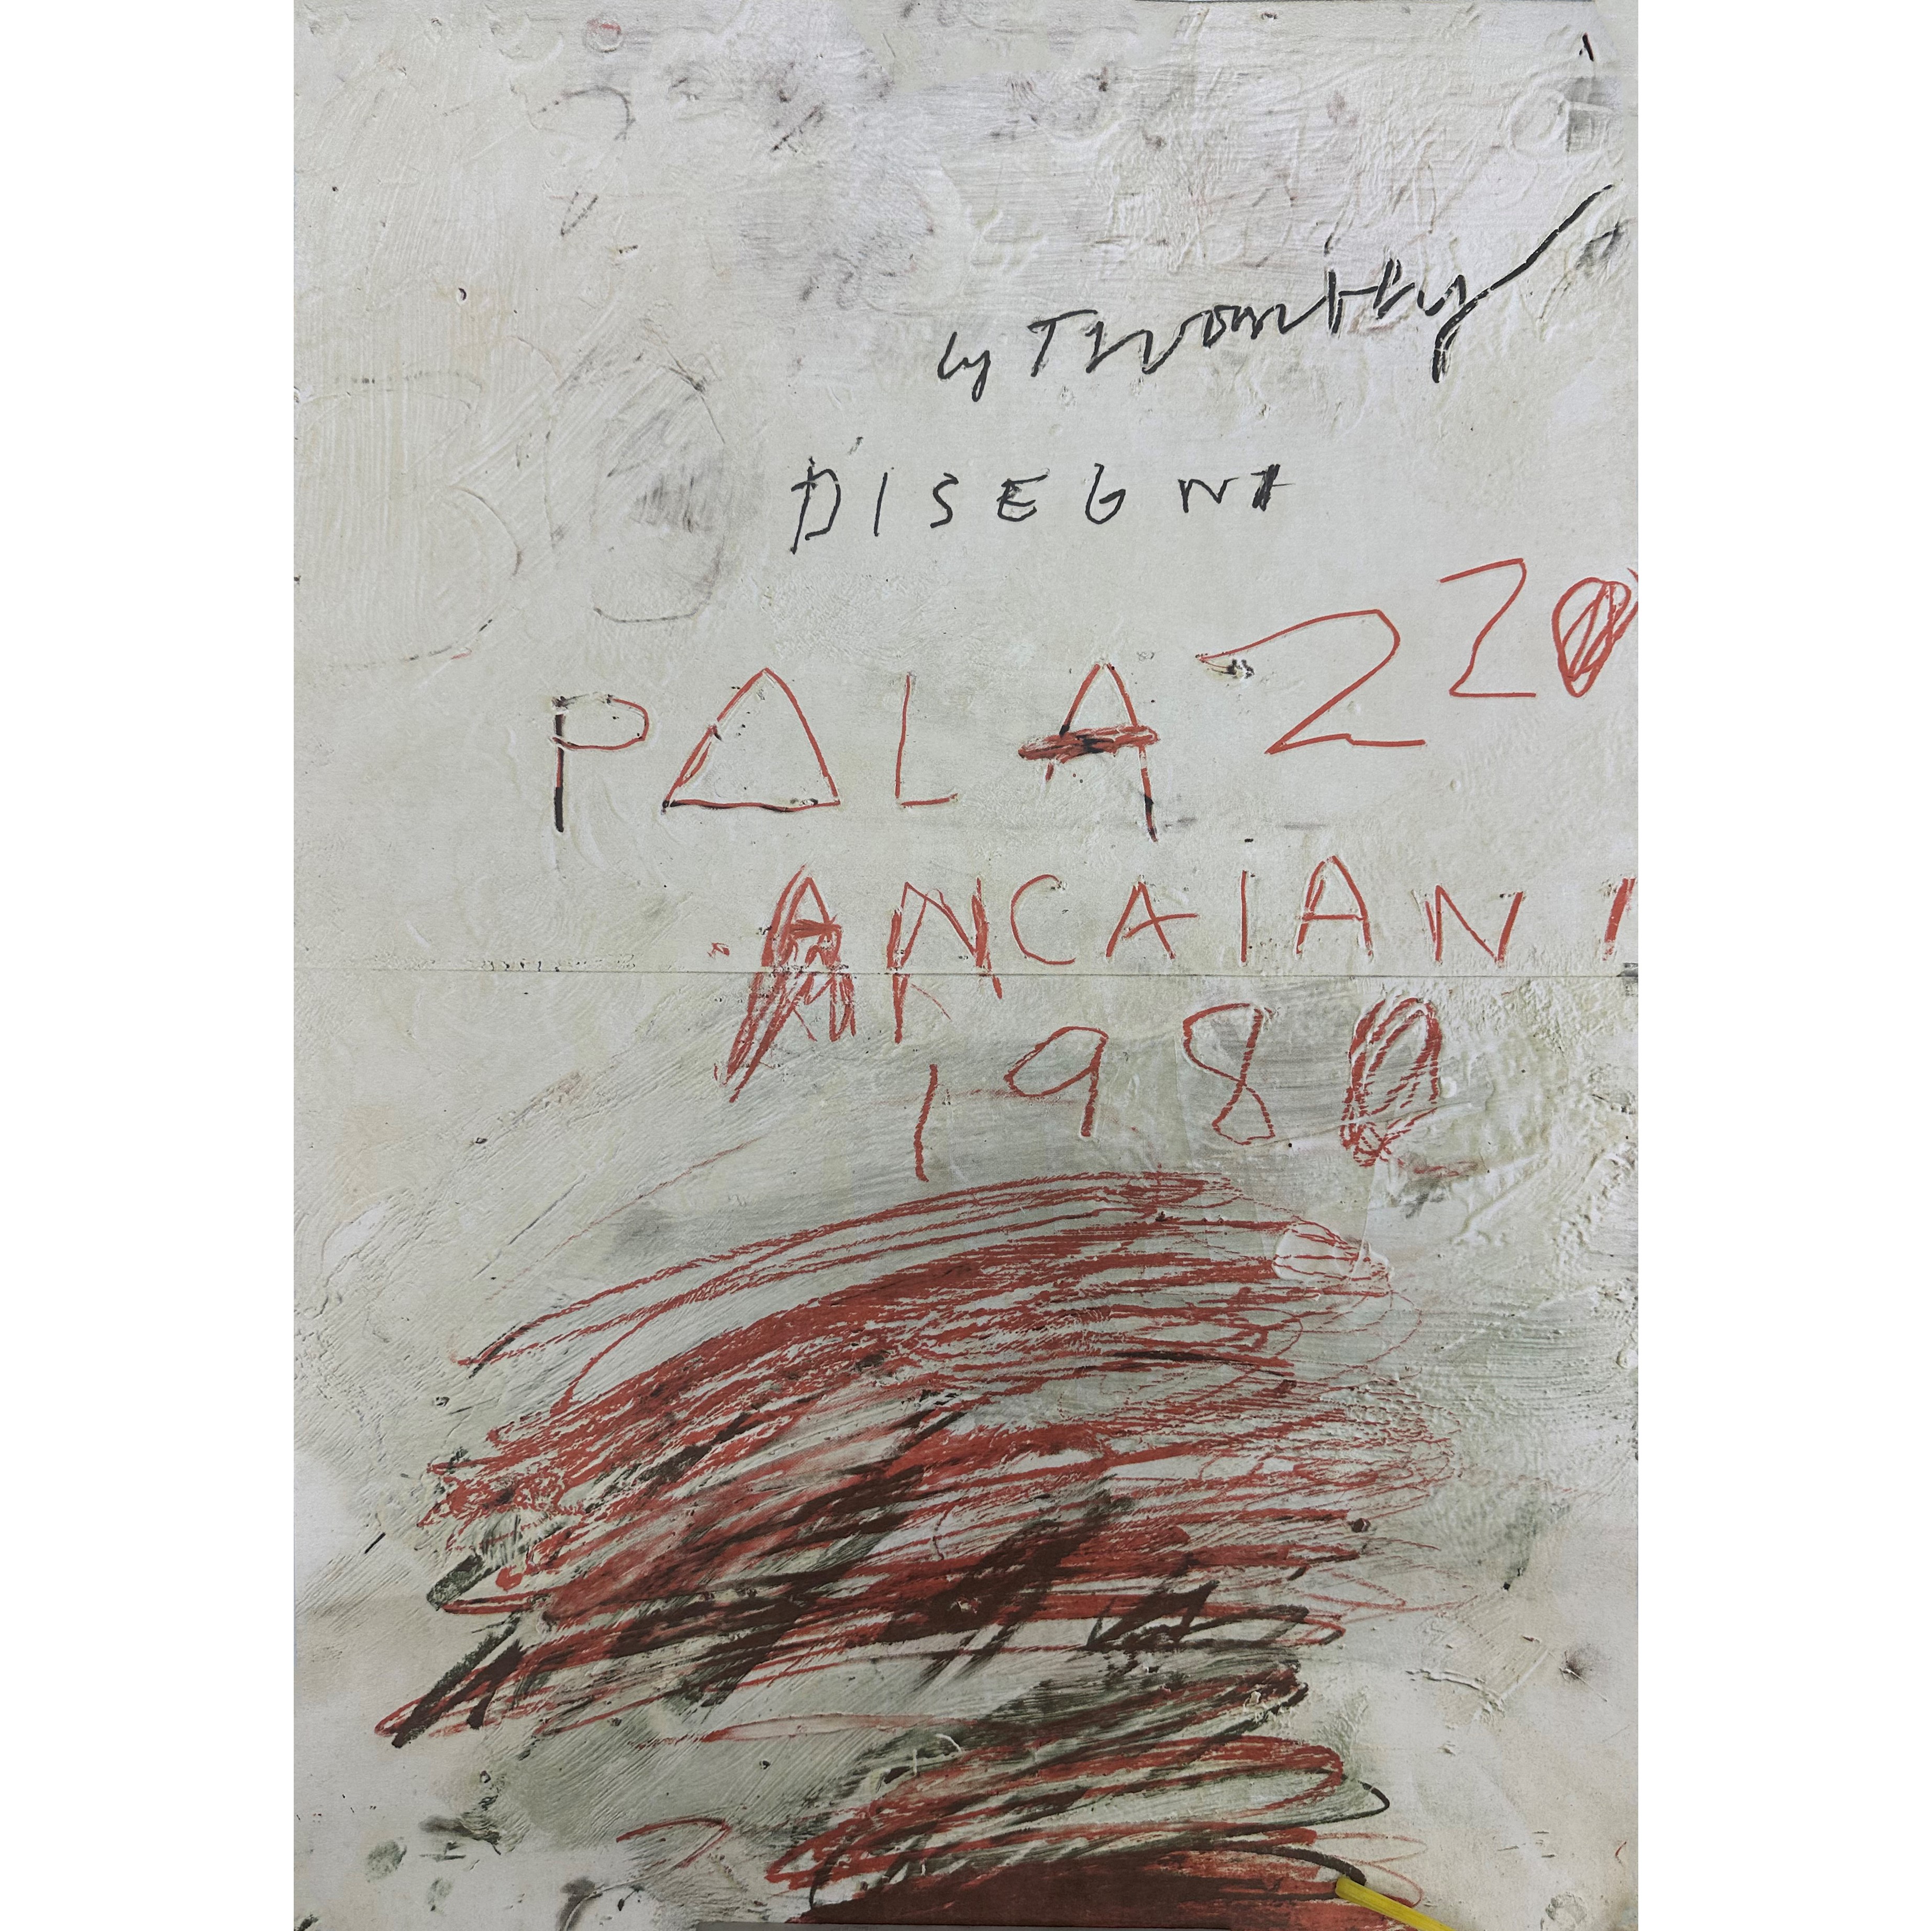 Cy Twombly
DISEGNI
PALAZZO
ANCAIANI
1980